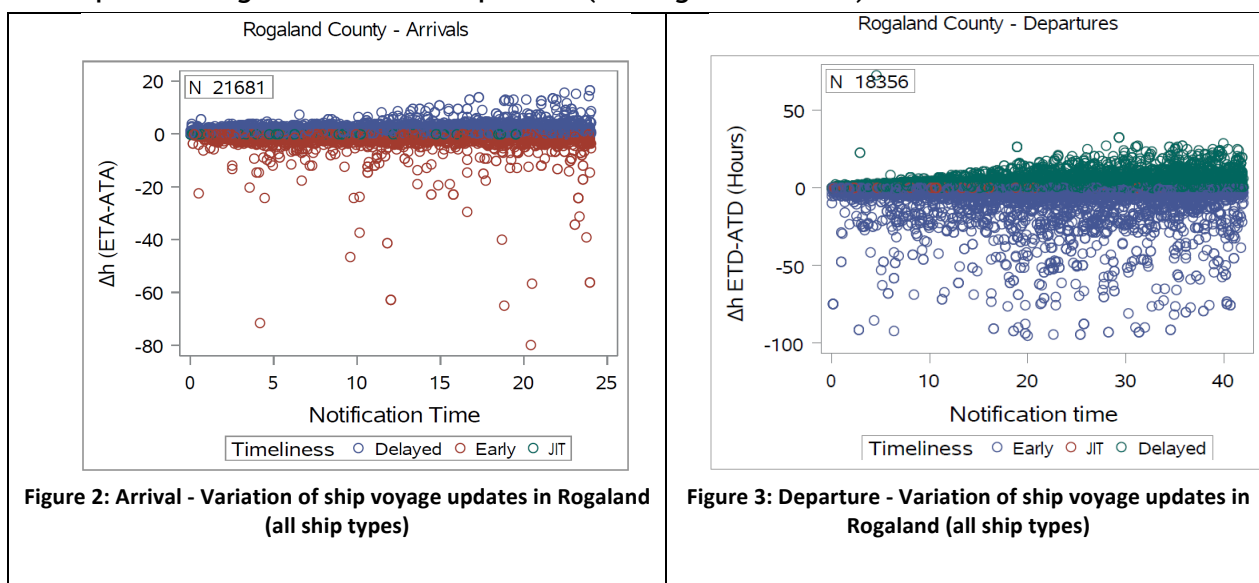 Rogaland County - Arrivals
N 21681
20
0
-20
-40
-60
-80
Δh (ETA-ATA)
0 5 10 15 20 25
Notification Time
Timeliness Delayed Early JIT
Figure 2: Arrival - Variation of ship voyage updates in Rogaland
(all ship types)
Rogaland County - Departures
N 18356
50
0
-50
-100
Δh ETD-ATD (Hours)
0 10 20 30 40
Notification time
Timeliness Early JIT Delayed
Figure 3: Departure - Variation of ship voyage updates in
Rogaland (all ship types)